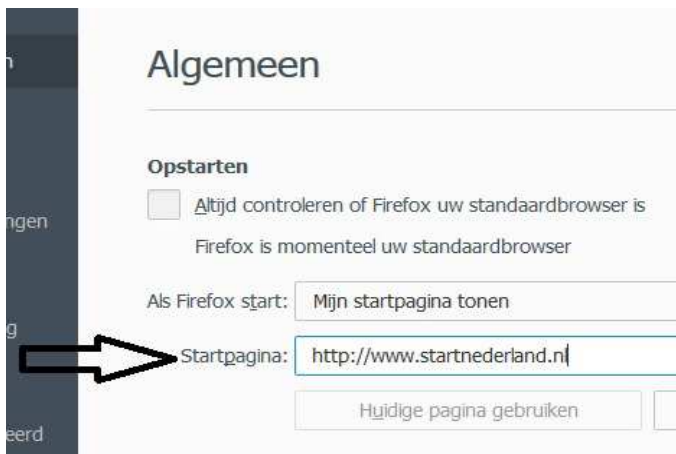 Algemeen
Opstarten
Altijd controleren of Firefox uw standaardbrowser is
Firefox is momenteel uw standaardbrowser
Als Firefox start: Mijn startpagina tonen
Startpagina: http://www.startnederland.nl
Huidige pagina gebruiken